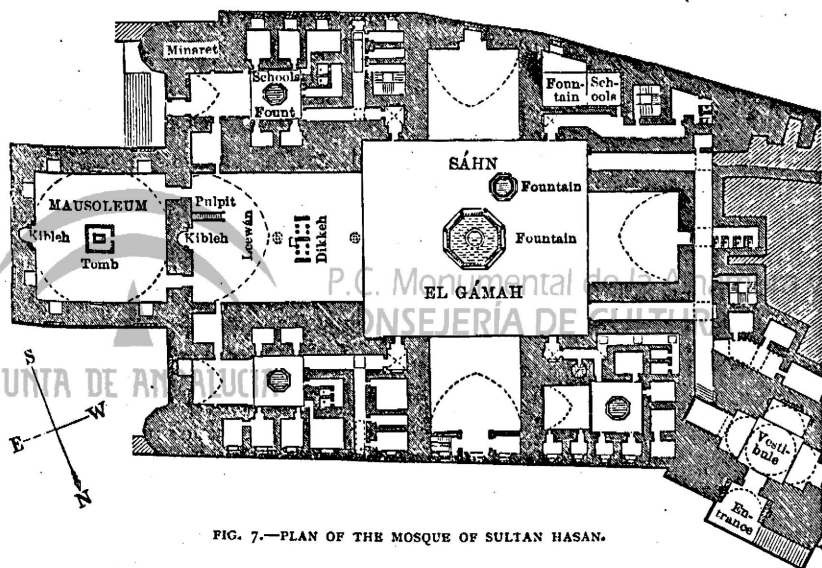 Minaret
Schools
Fount
Foun-
tain
Sch-
ools
SÁHN
Fountain
MAUSOLEUM
Pulpit
Kibleh
Kibleh
Leewán
Dikkeh
Fountain
Tomb
EL GÁMAH
P.C. Monumental de la Alhambra
CONSEJERÍA DE CULTURA
JUNTA DE ANDALUCIA
S
E
W
N
Vesti-
bule
En-
trance
FIG. 7.—PLAN OF THE MOSQUE OF SULTAN HASAN.